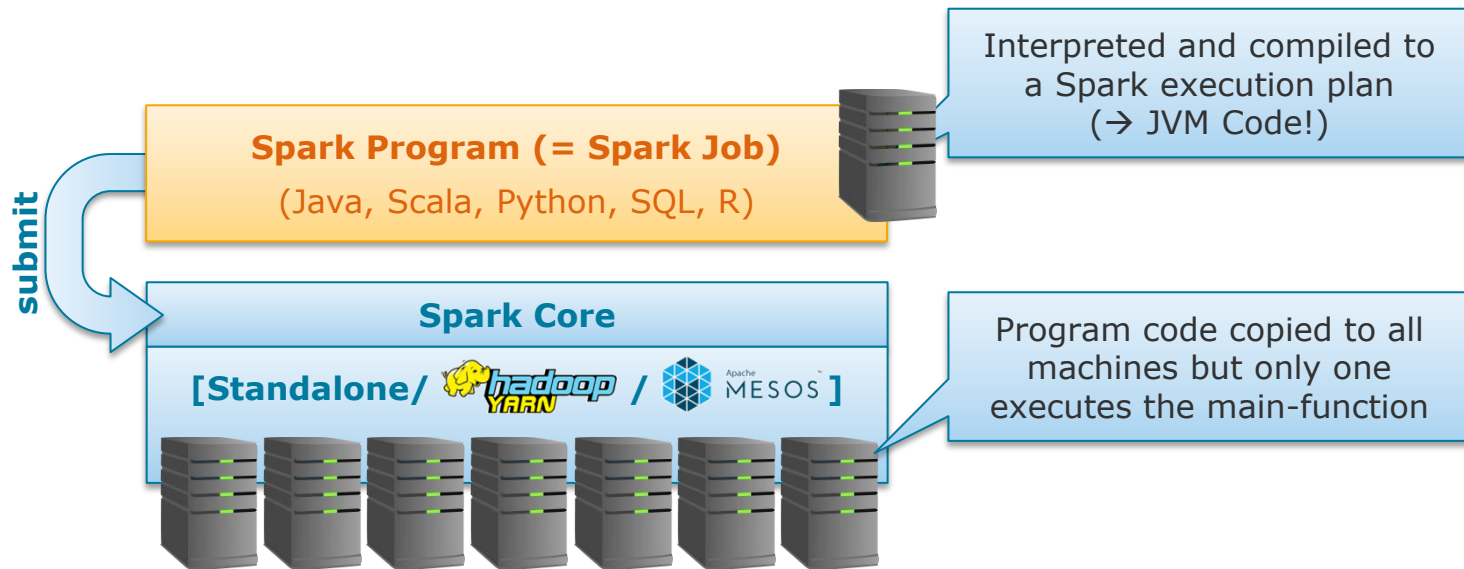 Interpreted and compiled to
a Spark execution plan
(→ JVM Code!)
Spark Program (= Spark Job)
(Java, Scala, Python, SQL, R)
submit
Spark Core
[Standalone/ hadoop YARN / Apache MESOS™ ]
Program code copied to all
machines but only one
executes the main-function